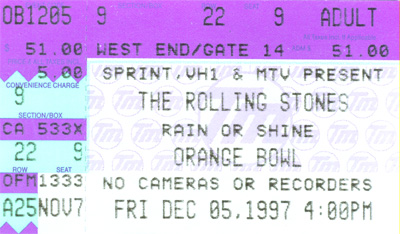 OB1205 9 22 9 ADULT
$ 51.00 WEST END/GATE 14 $ 51.00
5.00 SPRINT,VH1 & MTV PRESENT
CONVENIENCE CHARGE
9 THE ROLLING STONES
SECTION/BOX
CA 533X RAIN OR SHINE
22 9 ORANGE BOWL
ROW SEAT
OFM1333 NO CAMERAS OR RECORDERS
A25NOV7 FRI DEC 05,1997 4:00PM